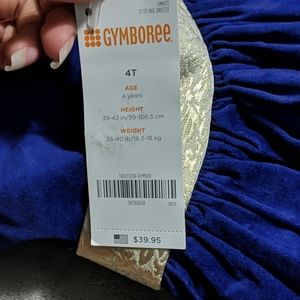 GYMBOREE
4T
AGE
4 years
HEIGHT
39-42 in/99-106.5 cm
WEIGHT
36-40 lb/16.5-18 kg
$39.95